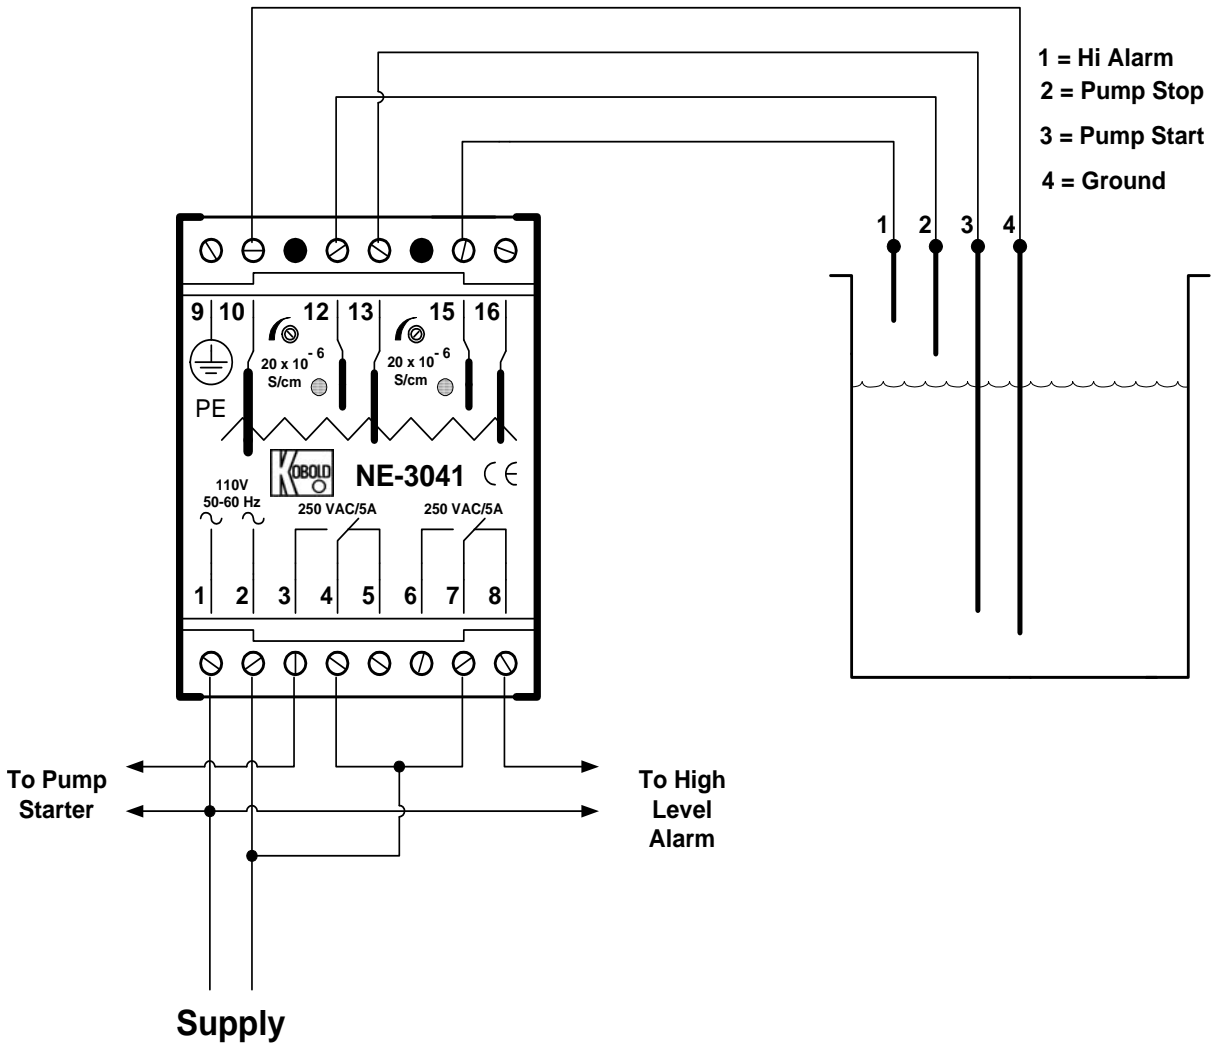 1 = Hi Alarm
2 = Pump Stop
3 = Pump Start
4 = Ground
1 2 3 4
9 10 12 13 15 16
20 x 10-6
S/cm
20 x 10-6
S/cm
PE
KOBOLD
NE-3041 CE
110V
50-60 Hz
250 VAC/5A 250 VAC/5A
1 2 3 4 5 6 7 8
To Pump
Starter
To High
Level
Alarm
Supply